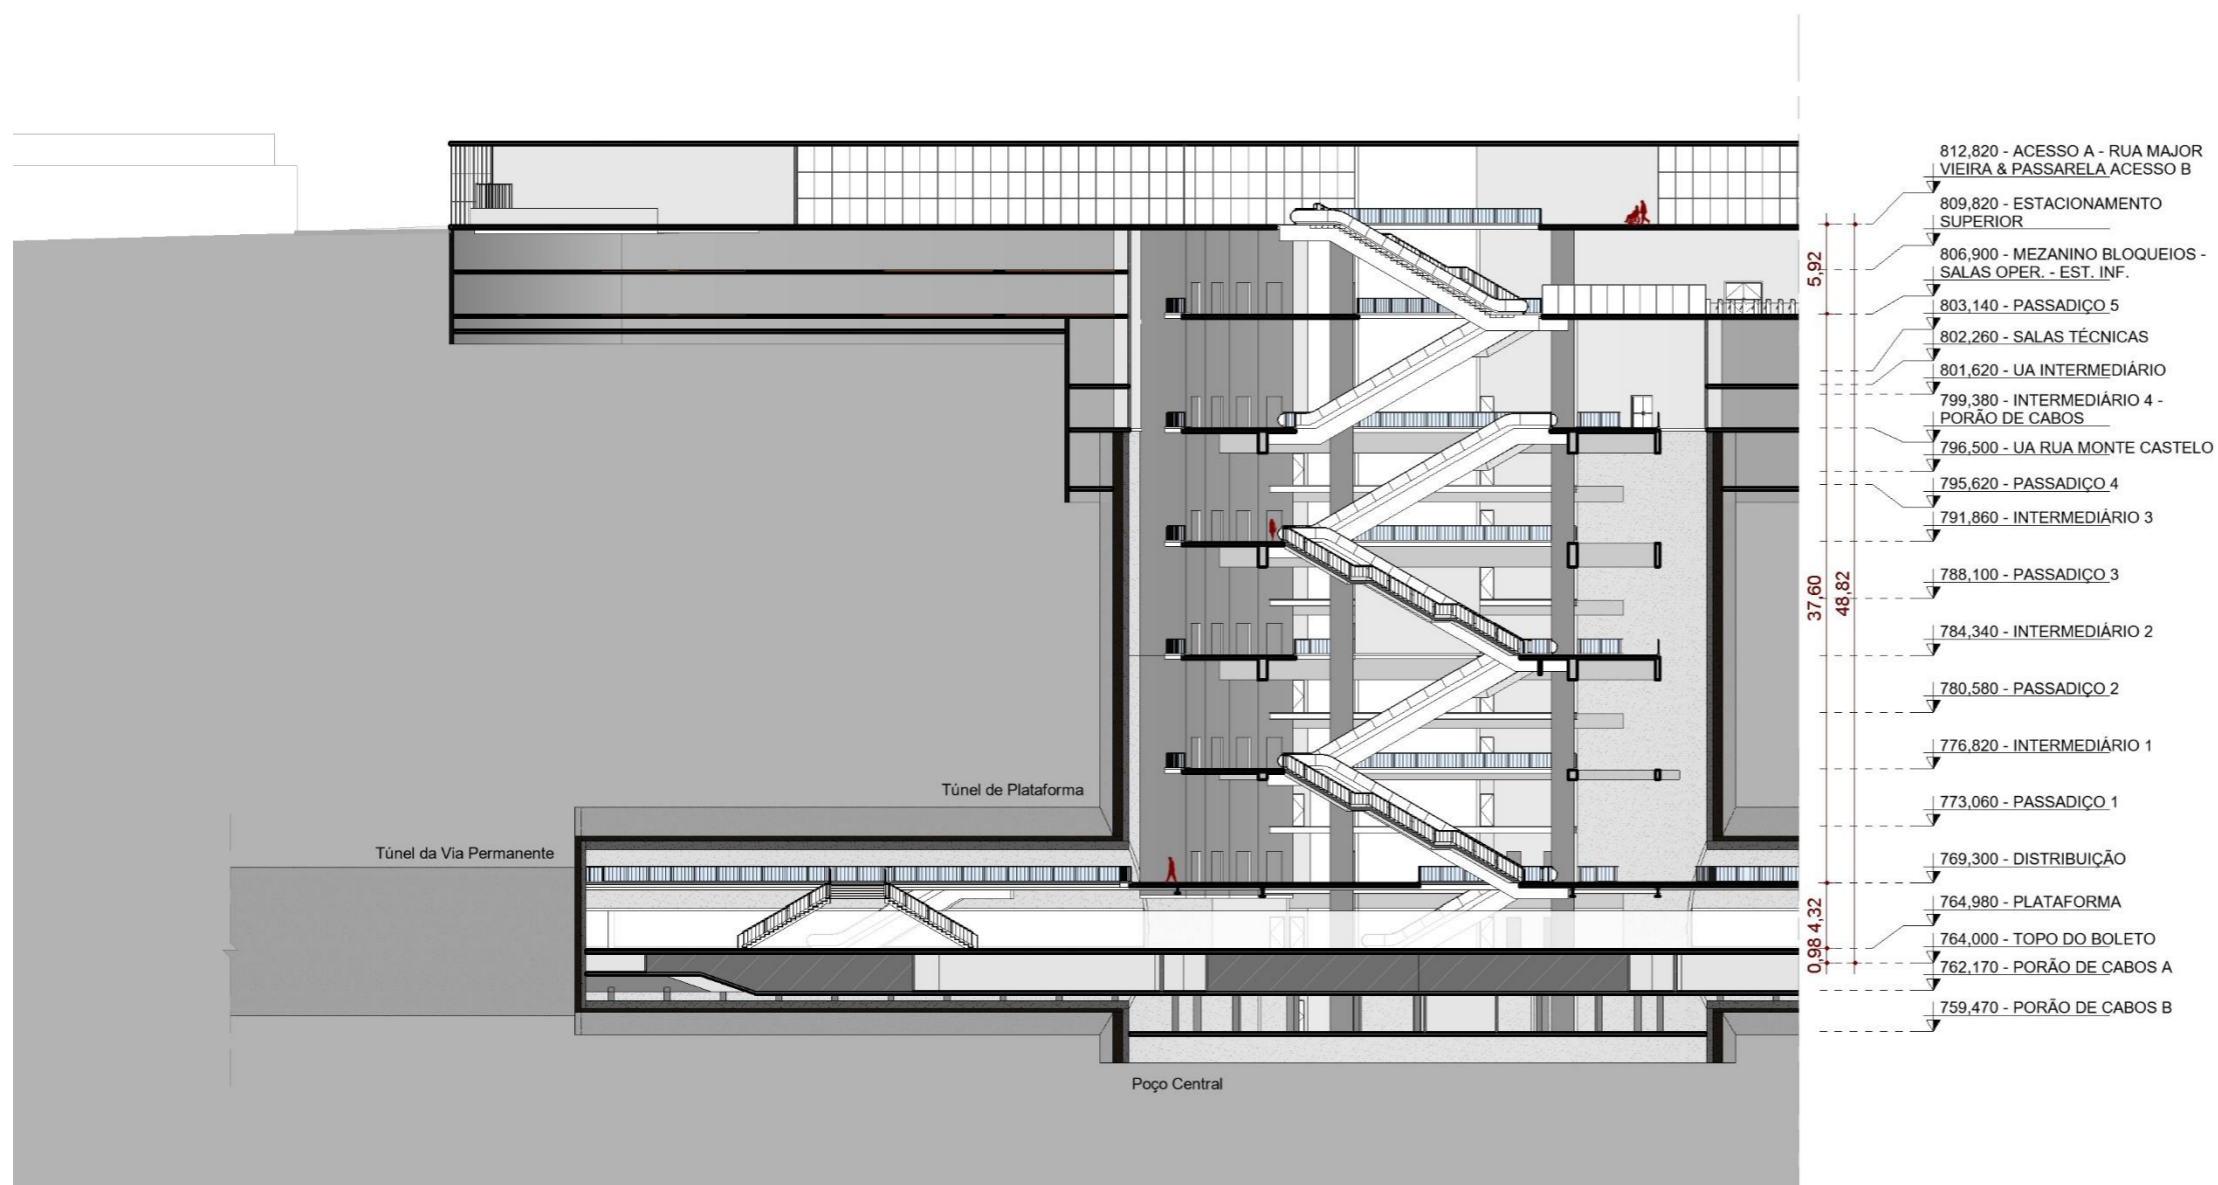 812,820 - ACESSO A - RUA MAJOR
VIEIRA & PASSARELA ACESSO B
809,820 - ESTACIONAMENTO
SUPERIOR
806,900 - MEZANINO BLOQUEIOS -
SALAS OPER. - EST. INF.
803,140 - PASSADIÇO 5
802,260 - SALAS TÉCNICAS
801,620 - UA INTERMEDIÁRIO
799,380 - INTERMEDIÁRIO 4 -
PORÃO DE CABOS
796,500 - UA RUA MONTE CASTELO
795,620 - PASSADIÇO 4
791,860 - INTERMEDIÁRIO 3
788,100 - PASSADIÇO 3
784,340 - INTERMEDIÁRIO 2
780,580 - PASSADIÇO 2
776,820 - INTERMEDIÁRIO 1
773,060 - PASSADIÇO 1
769,300 - DISTRIBUIÇÃO
764,980 - PLATAFORMA
764,000 - TOPO DO BOLETO
762,170 - PORÃO DE CABOS A
759,470 - PORÃO DE CABOS B
5,92
37,60
48,82
4,32
0,98
Túnel de Plataforma
Túnel da Via Permanente
Poço Central